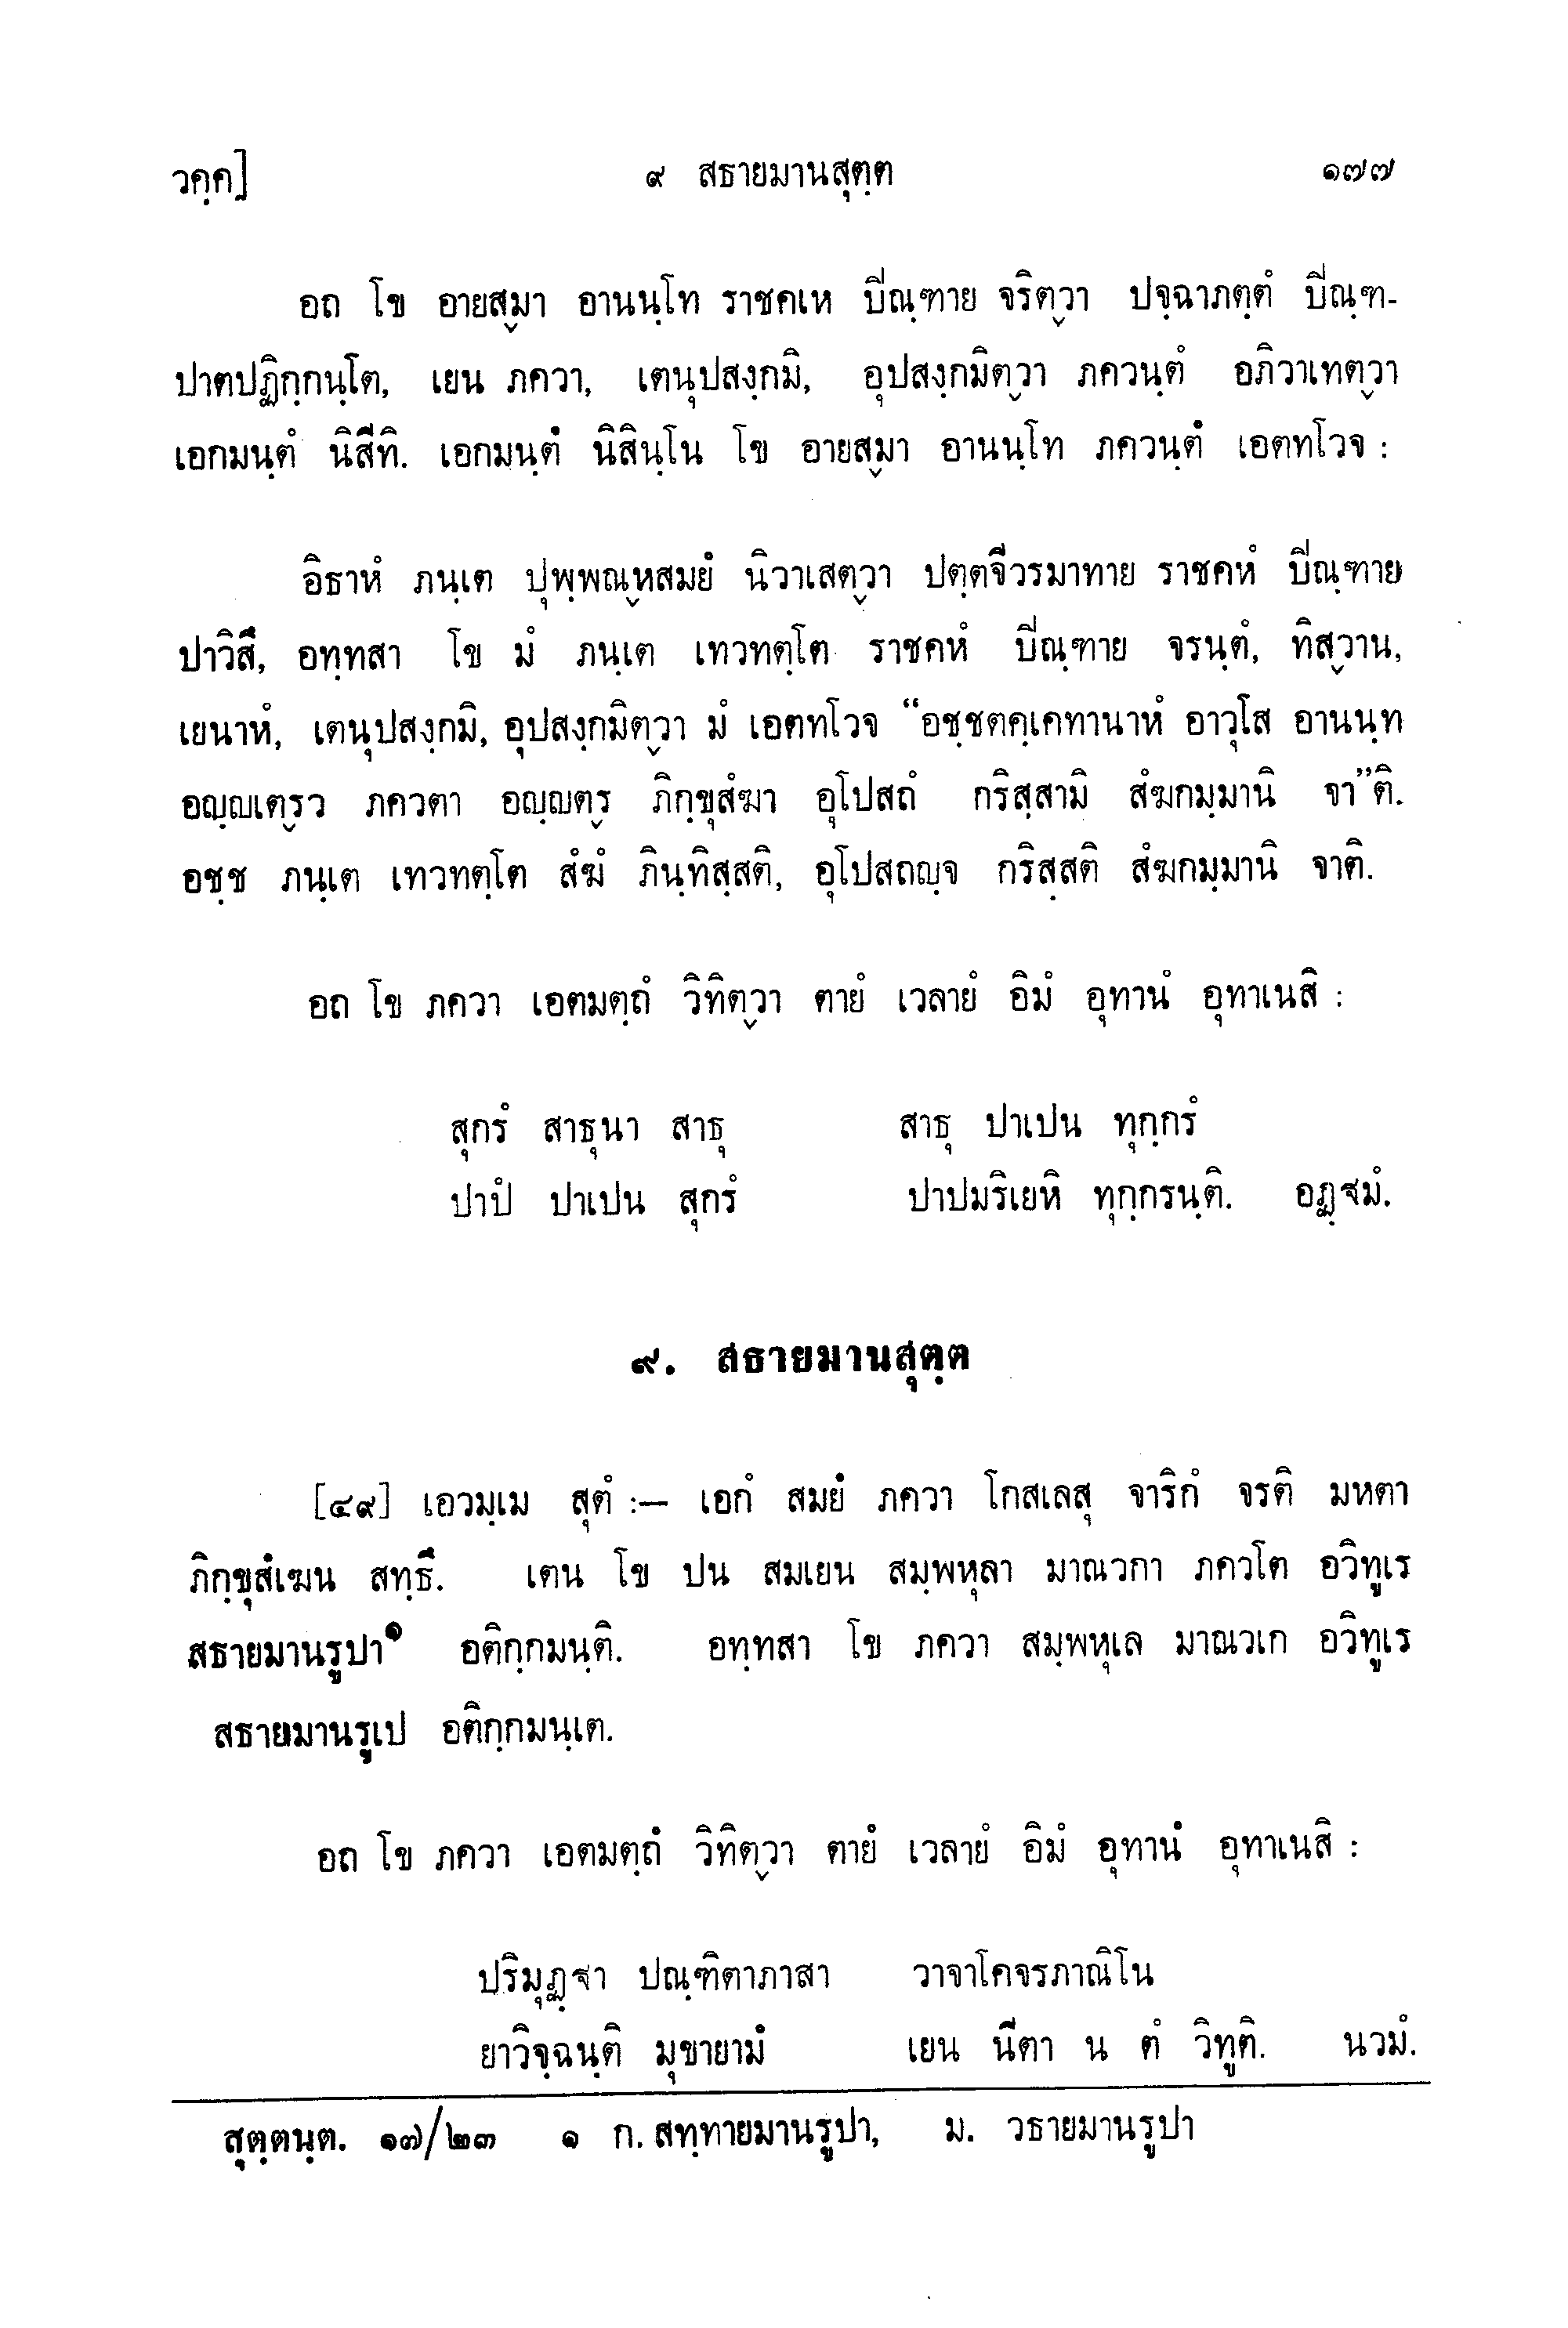 วคฺค]
๙ สธายมานสุตฺต
๑๗๗
อถ โข อายสฺมา อานนฺโท ราชคเห ปิณฺฑาย จริตฺวา ปจฺฉาภตฺตํ ปิณฺฑ-
ปาตปฏิกฺกนฺโต, เยน ภควา, เตนุปสงฺกมิ, อุปสงฺกมิตฺวา ภควนฺตํ อภิวาเทตฺวา
เอกมนฺตํ นิสีทิ. เอกมนฺตํ นิสินฺโน โข อายสฺมา อานนฺโท ภควนฺตํ เอตทโวจ :
อิธาหํ ภนฺเต ปุพฺพณฺหสมยํ นิวาเสตฺวา ปตฺตจีวรมาทาย ราชคหํ ปิณฺฑาย
ปาวิสึ, อทฺทสา โข มํ ภนฺเต เทวทตฺโต ราชคหํ ปิณฺฑาย จรนฺตํ, ทิสฺวาน,
เยนาหํ, เตนุปสงฺกมิ, อุปสงฺกมิตฺวา มํ เอตทโวจ “อชฺชตคฺเคทานาหํ อาวุโส อานนฺท
อญฺญเตฺรว ภควตา อญฺญตฺร ภิกฺขุสํฆา อุโปสถํ กริสฺสามิ สํฆกมฺมานิ จา”ติ.
อชฺช ภนฺเต เทวทตฺโต สํฆํ ภินฺทิสฺสติ, อุโปสถญฺจ กริสฺสติ สํฆกมฺมานิ จาติ.
อถ โข ภควา เอตมตฺถํ วิทิตฺวา ตายํ เวลายํ อิมํ อุทานํ อุทาเนสิ :
สุกรํ สาธุนา สาธุ สาธุ ปาเปน ทุกฺกรํ
ปาปํ ปาเปน สุกรํ ปาปมริเยหิ ทุกฺกรนฺติ. อฏฺฐมํ.
๙. สธายมานสุตฺต
[๔๙] เอวมฺเม สุตํ :— เอกํ สมยํ ภควา โกสเลสุ จาริกํ จรติ มหตา
ภิกฺขุสํเฆน สทฺธึ. เตน โข ปน สมเยน สมฺพหุลา มาณวกา ภควโต อวิทูเร
สธายมานรูปา๑ อติกฺกมนฺติ. อทฺทสา โข ภควา สมฺพหุเล มาณวเก อวิทูเร
สธายมานรูเป อติกฺกมนฺเต.
อถ โข ภควา เอตมตฺถํ วิทิตฺวา ตายํ เวลายํ อิมํ อุทานํ อุทาเนสิ :
ปริมุฏฺฐา ปณฺฑิตาภาสา วาจาโคจรภาณิโน
ยาวิจฺฉนฺติ มุขายามํ เยน นีตา น ตํ วิทูติ. นวมํ.
สุตฺตนฺต. ๑๗/๒๓ ๑ ก. สทฺทายมานรูปา, ม. วธายมานรูปา